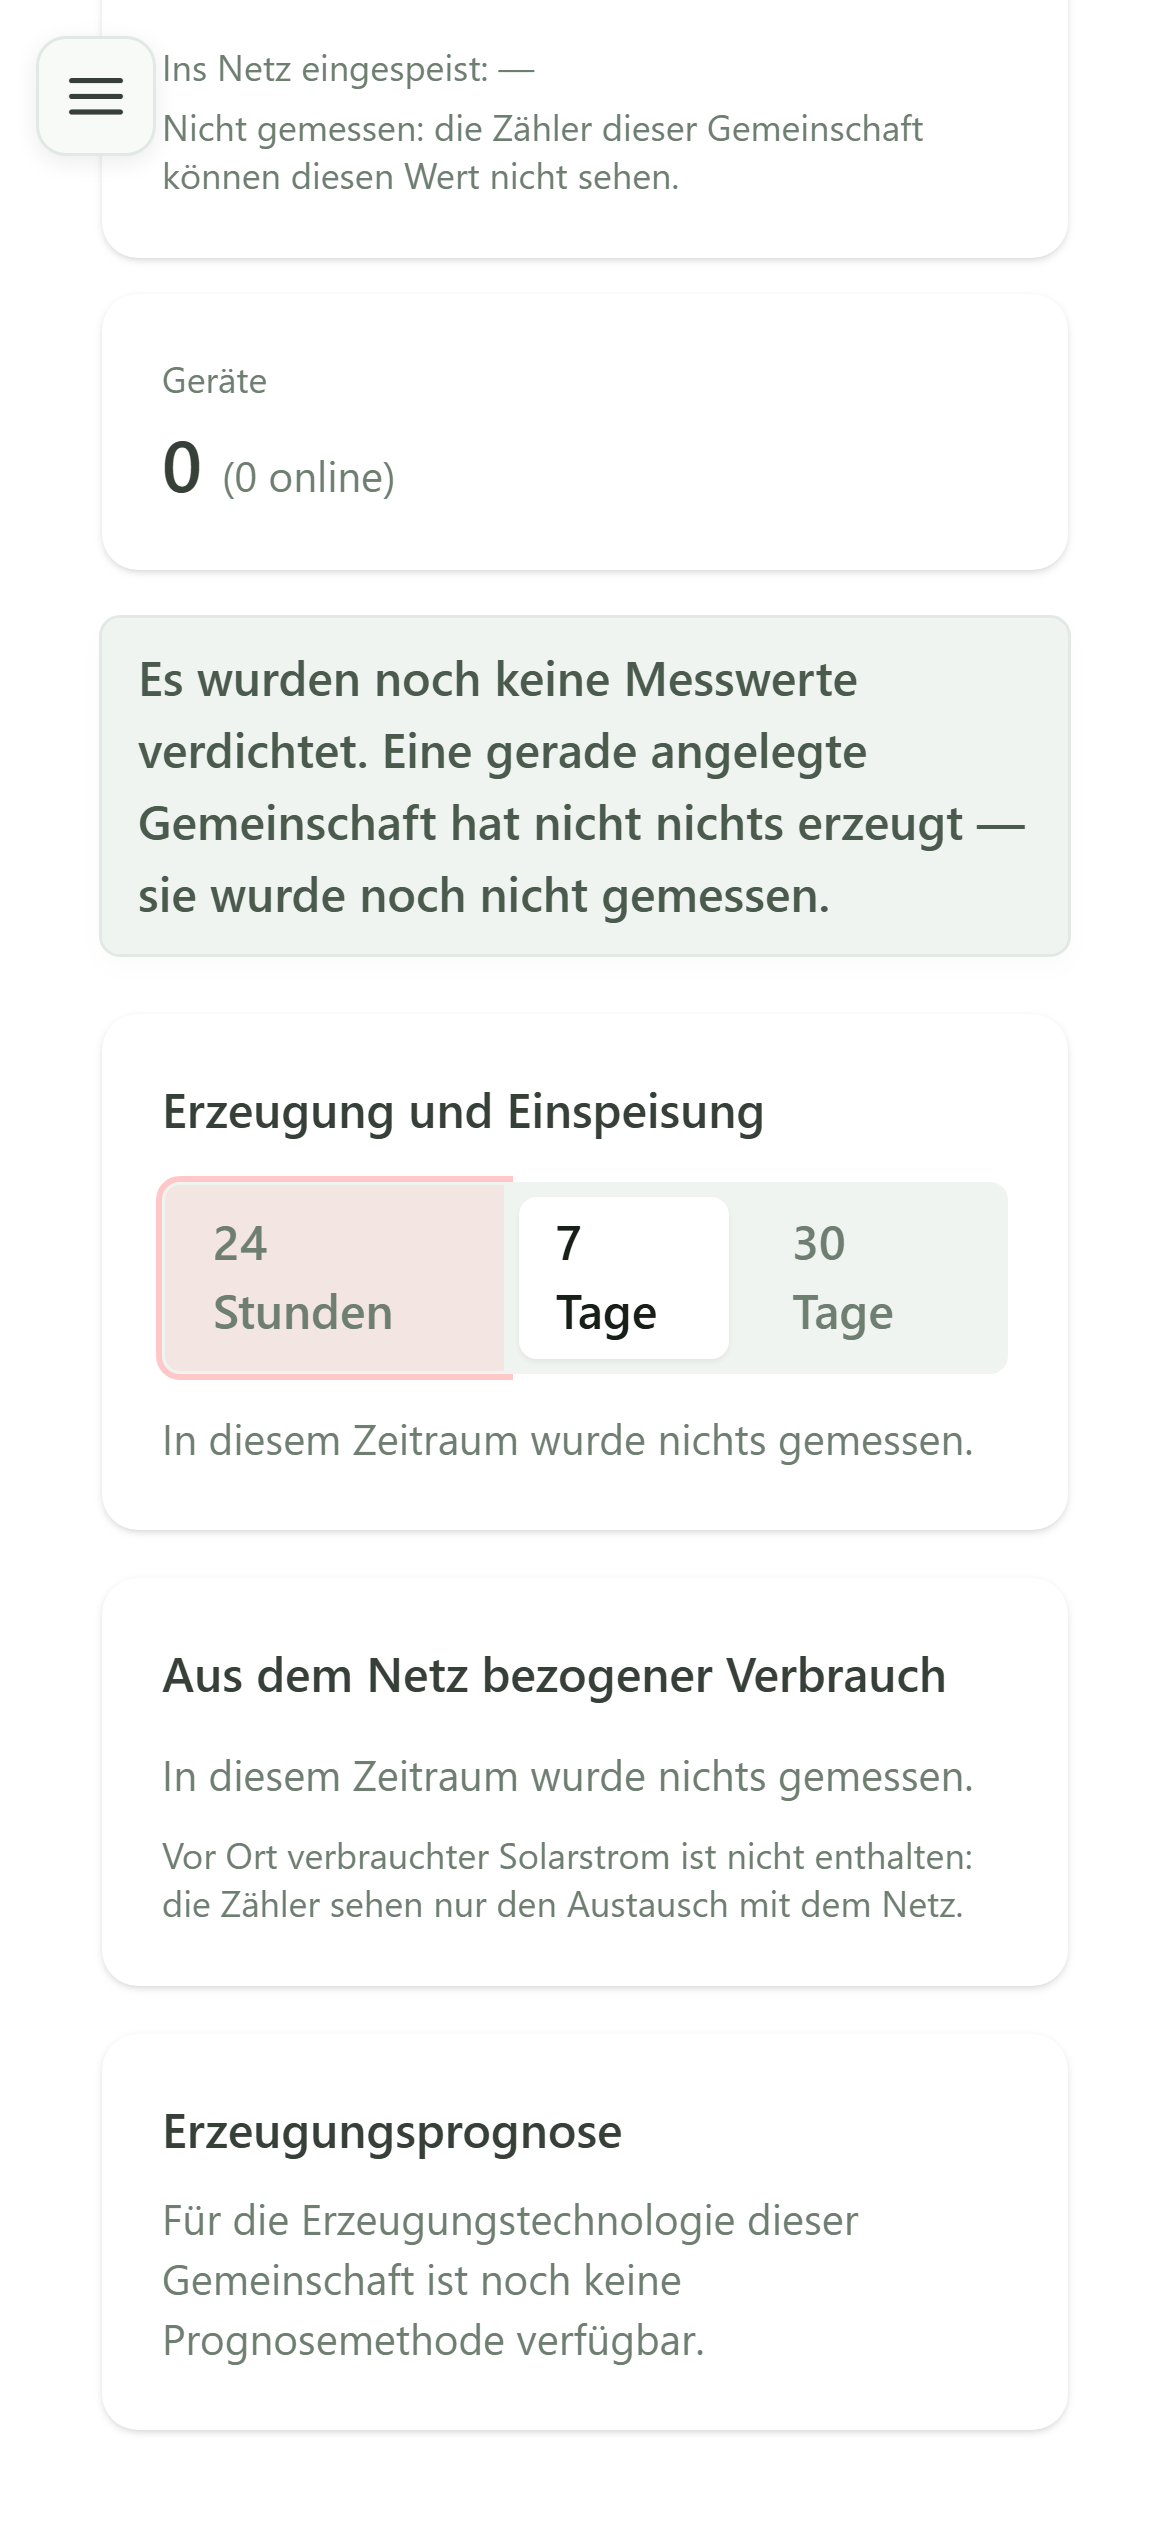 Ins Netz eingespeist: —
Nicht gemessen: die Zähler dieser Gemeinschaft
können diesen Wert nicht sehen.
Geräte
0 (0 online)
Es wurden noch keine Messwerte
verdichtet. Eine gerade angelegte
Gemeinschaft hat nicht nichts erzeugt —
sie wurde noch nicht gemessen.
Erzeugung und Einspeisung
24
Stunden
7
Tage
30
Tage
In diesem Zeitraum wurde nichts gemessen.
Aus dem Netz bezogener Verbrauch
In diesem Zeitraum wurde nichts gemessen.
Vor Ort verbrauchter Solarstrom ist nicht enthalten:
die Zähler sehen nur den Austausch mit dem Netz.
Erzeugungsprognose
Für die Erzeugungstechnologie dieser
Gemeinschaft ist noch keine
Prognosemethode verfügbar.